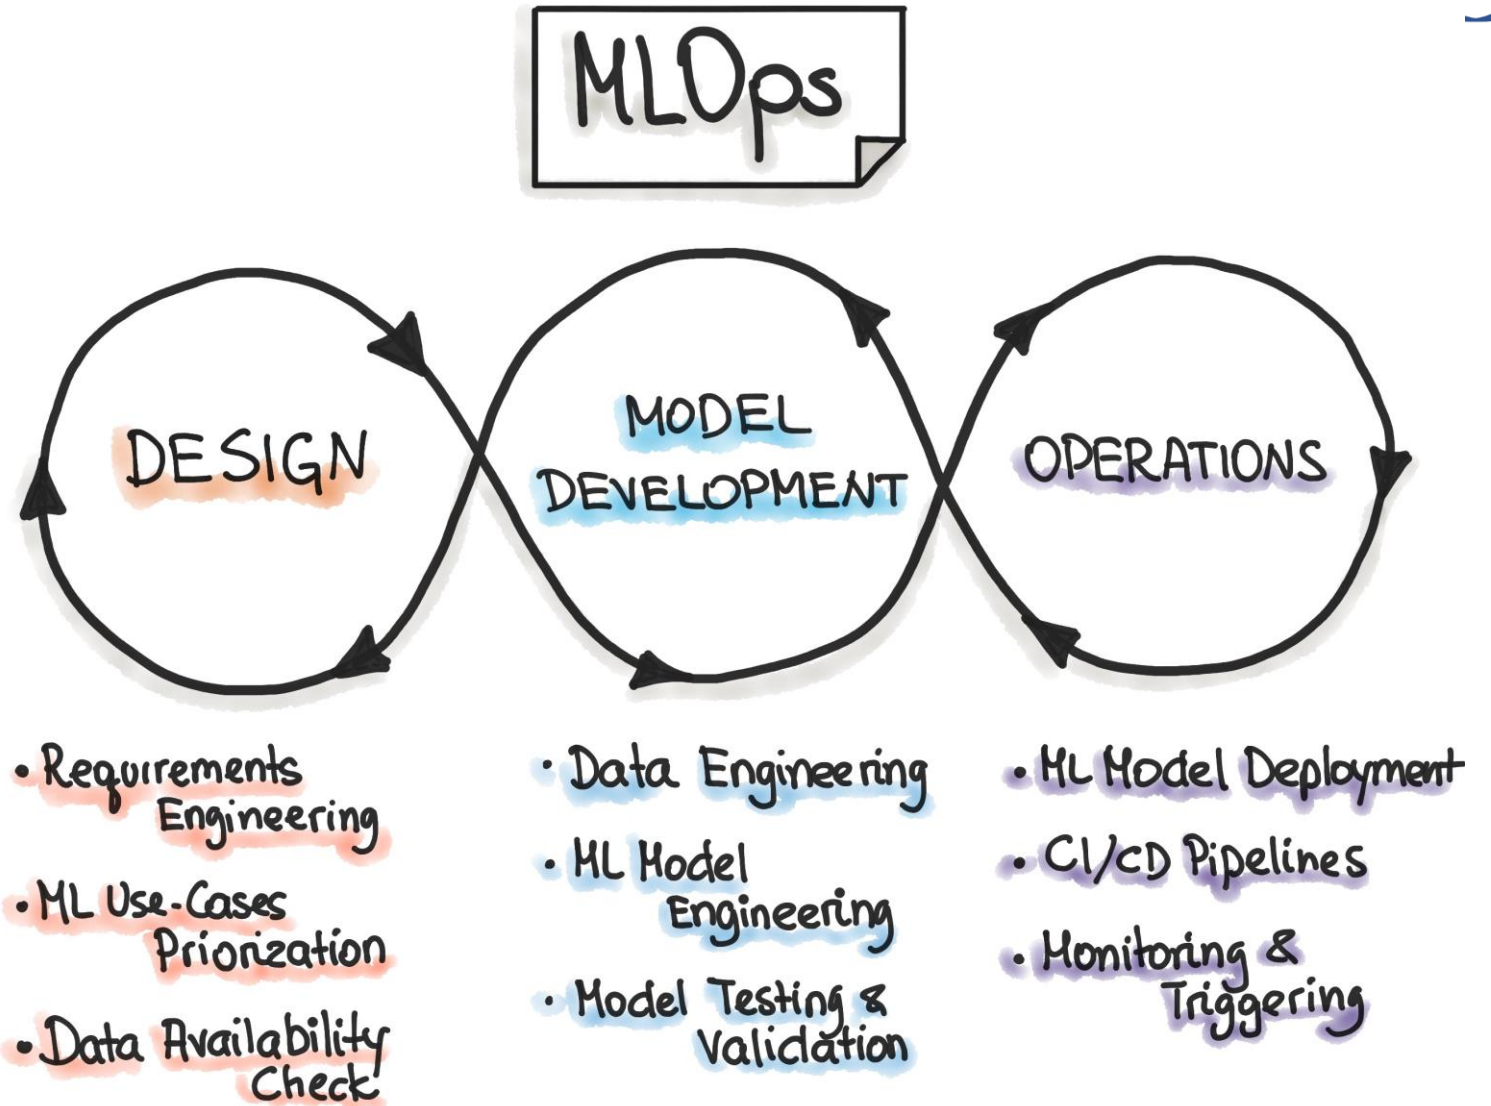 MLOps
DESIGN
MODEL
DEVELOPMENT
OPERATIONS
• Requirements
Engineering
• ML Use-Cases
Priorization
• Data Availability
Check
• Data Engineering
• ML Model
Engineering
• Model Testing &
Validation
• ML Model Deployment
• CI/CD Pipelines
• Monitoring &
Triggering